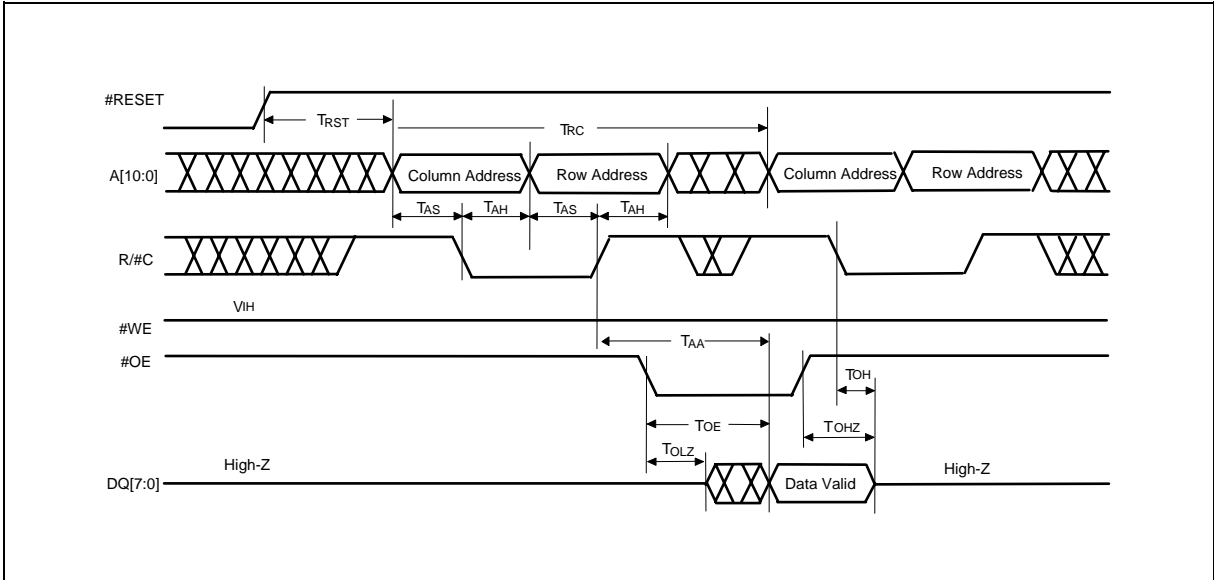 #RESET
TRST
TRC
A[10:0]
Column Address
Row Address
Column Address
Row Address
TAS
TAH
TAS
TAH
R/#C
VIH
#WE
TAA
#OE
TOH
TOE
TOHZ
TOLZ
High-Z
High-Z
DQ[7:0]
Data Valid